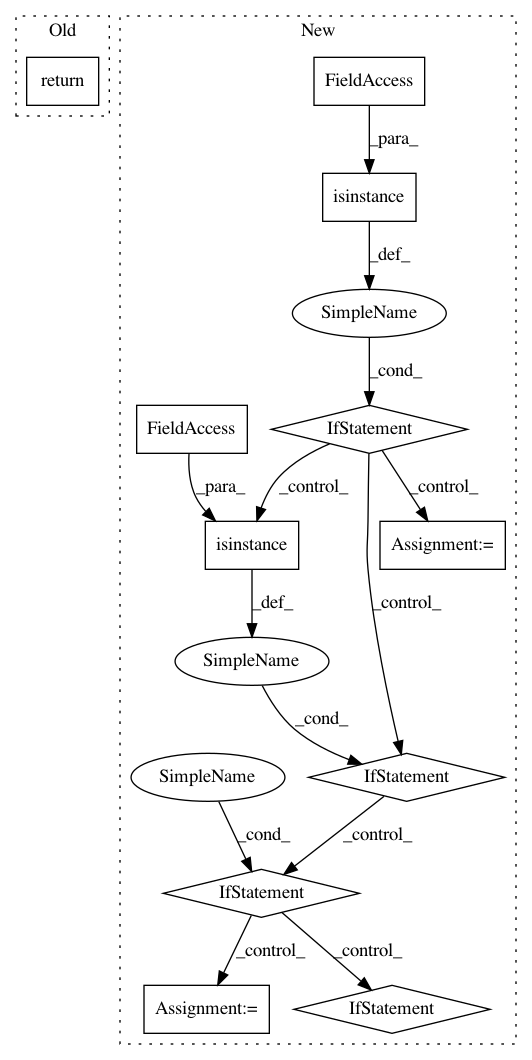 Old
New
return
FieldAccess
_para_
isinstance
_def_
SimpleName
_cond_
FieldAccess
IfStatement
_para_
_control_
_control_
isinstance
Assignment:=
_def_
_control_
SimpleName
_cond_
SimpleName
IfStatement
_cond_
_control_
IfStatement
_control_
_control_
Assignment:=
IfStatement